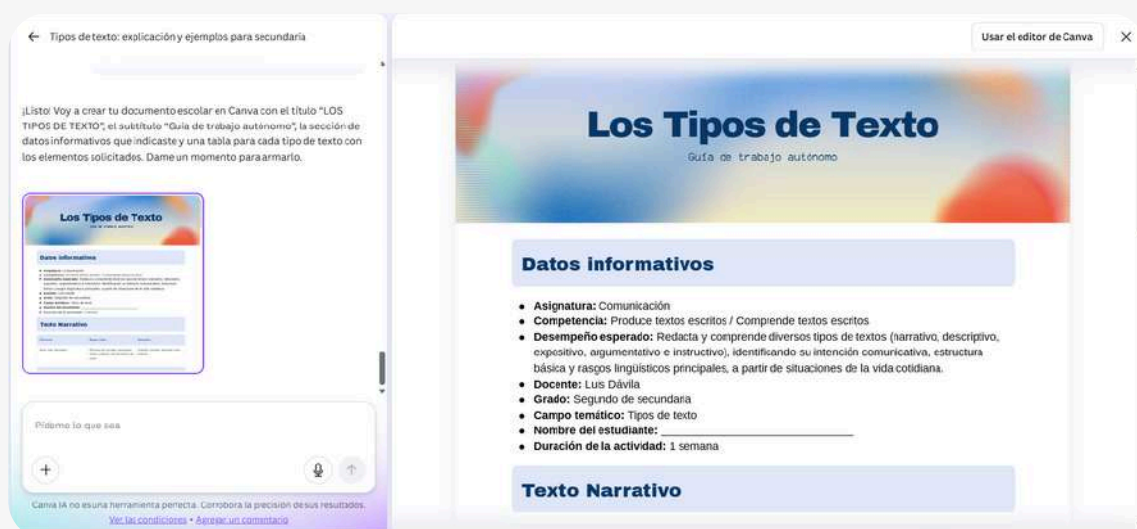 Tipos de texto: explicación y ejemplos para secundaria
Usar el editor de Canva
¡Listo! Voy a crear tu documento escolar en Canva con el título "LOS
TIPOS DE TEXTO", el subtítulo "Guía de trabajo autónomo", la sección de
datos informativos que indicaste y una tabla para cada tipo de texto con
los elementos solicitados. Dame un momento para armarlo.
Los Tipos de Texto
Datos informativos
Texto Narrativo
Pídeme lo que sea
Canva IA no es una herramienta perfecta. Corrobora la precisión de sus resultados.
Ver las condiciones • Agregar un comentario
Los Tipos de Texto
Guía de trabajo autónomo
Datos informativos
• Asignatura: Comunicación
• Competencia: Produce textos escritos / Comprende textos escritos
• Desempeño esperado: Redacta y comprende diversos tipos de textos (narrativo, descriptivo,
expositivo, argumentativo e instructivo), identificando su intención comunicativa, estructura
básica y rasgos lingüísticos principales, a partir de situaciones de la vida cotidiana.
• Docente: Luis Dávila
• Grado: Segundo de secundaria
• Campo temático: Tipos de texto
• Nombre del estudiante: ____________________
• Duración de la actividad: 1 semana
Texto Narrativo